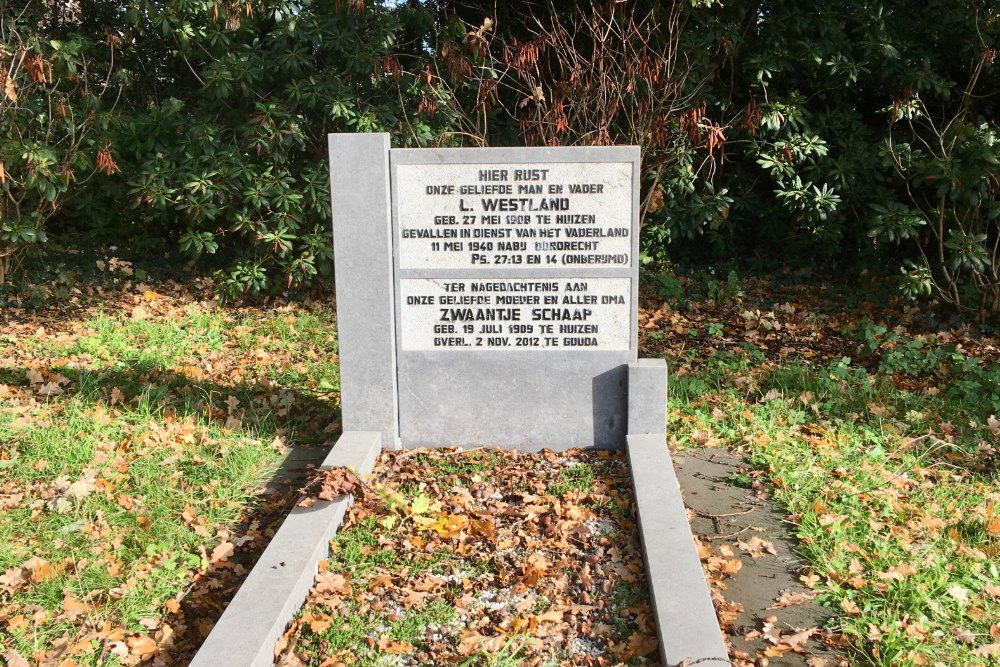 HIER RUST
ONZE GELIEFDE MAN EN VADER
L. WESTLAND
GEB. 27 MEI 1908 TE HUIZEN
GEVALLEN IN DIENST VAN HET VADERLAND
11 MEI 1940 NABIJ DORDRECHT
PS. 27:13 EN 14 (ONBERIJMD)
TER NAGEDACHTENIS AAN
ONZE GELIEFDE MOEDER EN ALLER OMA
ZWAANTJE SCHAAP
GEB. 19 JULI 1909 TE HUIZEN
OVERL. 2 NOV. 2012 TE GOUDA